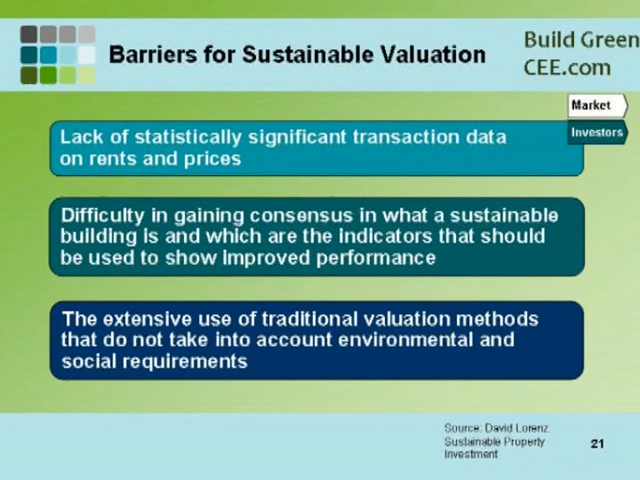 Barriers for Sustainable Valuation
Build Green
CEE.com
Market
Investors
Lack of statistically significant transaction data
on rents and prices
Difficulty in gaining consensus in what a sustainable
building is and which are the indicators that should
be used to show improved performance
The extensive use of traditional valuation methods
that do not take into account environmental and
social requirements
Source: David Lorenz:
Sustainable Property
Investment
21